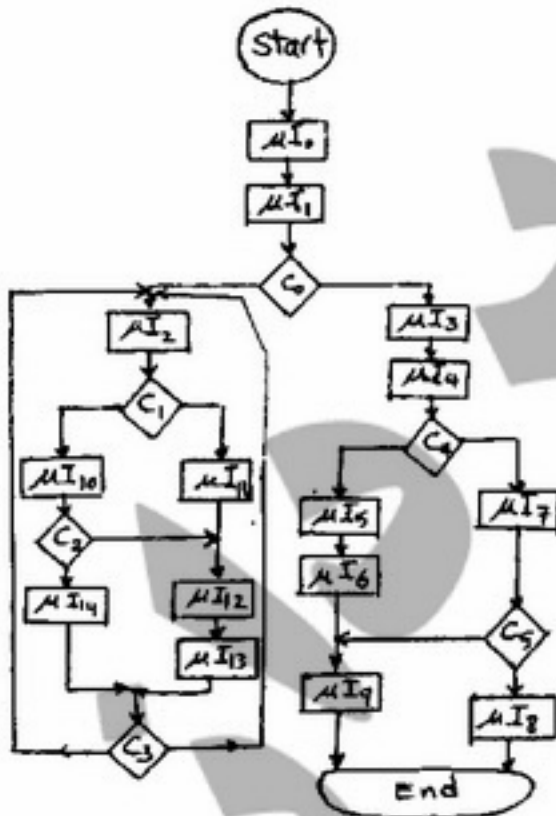 Start
μI₀
μI₁
C₀
μI₂
μI₃
μI₄
C₁
C₄
μI₁₀
μI₁₁
μI₅
μI₇
C₂
μI₆
μI₁₄
μI₁₂
C₅
μI₁₃
μI₉
μI₈
C₃
End